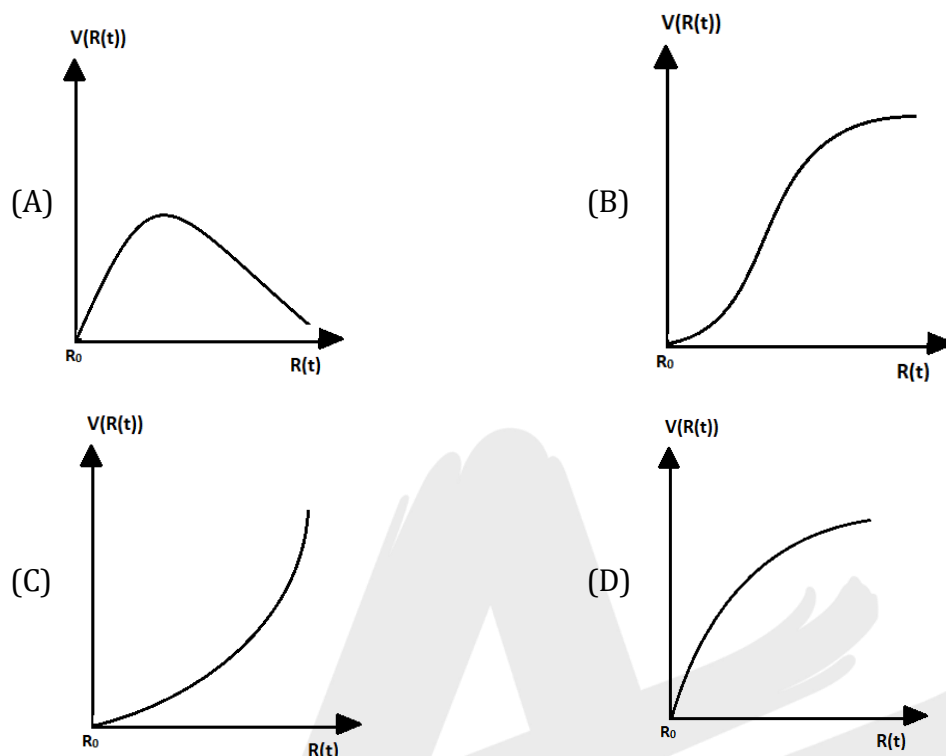 V(R(t))
(A)
R₀
R(t)
V(R(t))
(B)
R₀
R(t)
V(R(t))
(C)
R₀
R(t)
V(R(t))
(D)
R₀
R(t)